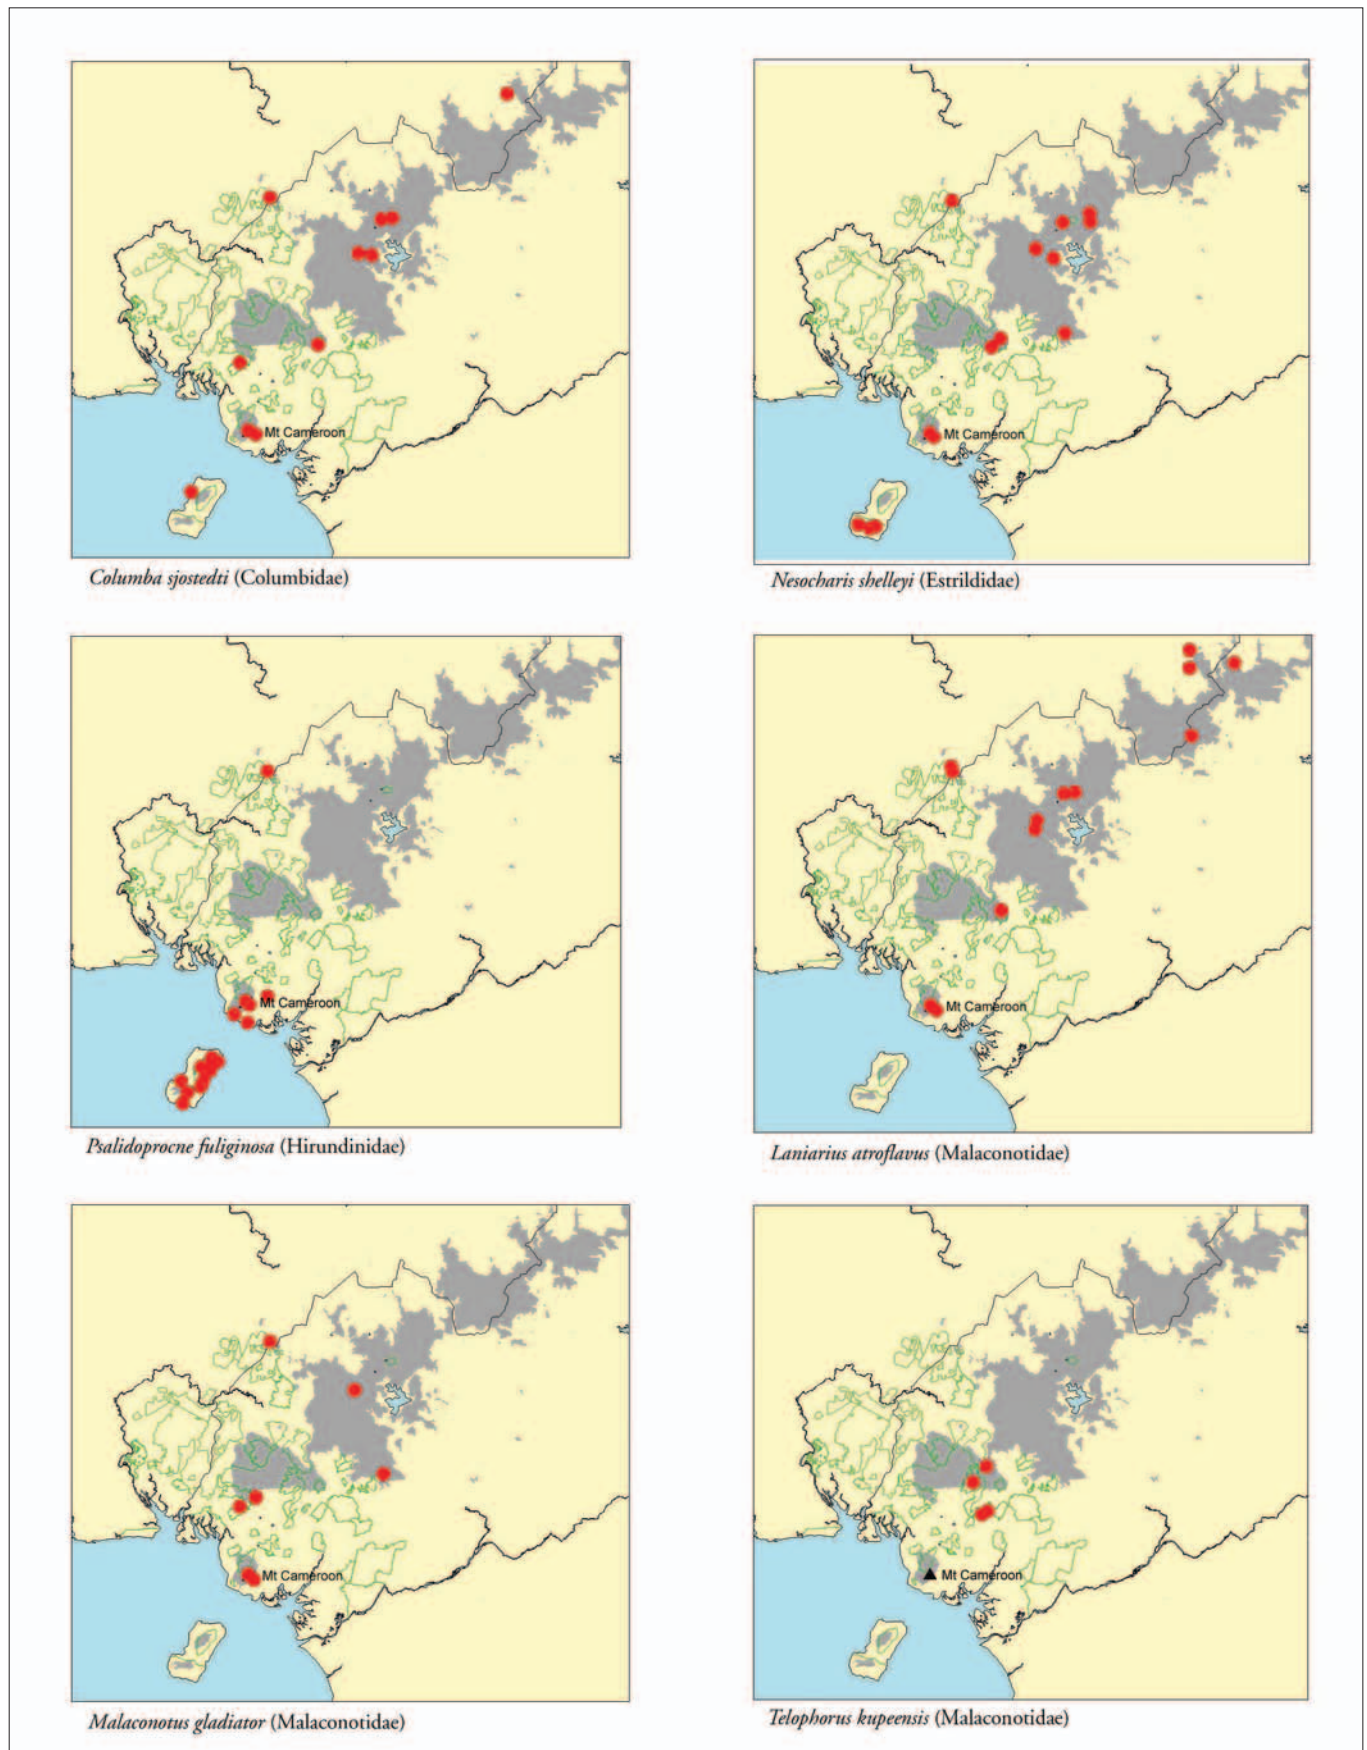 Mt Cameroon
Columba sjostedti (Columbidae)
Mt Cameroon
Nesocharis shelleyi (Estrildidae)
Mt Cameroon
Psalidoprocne fuliginosa (Hirundinidae)
Mt Cameroon
Laniarius atroflavus (Malaconotidae)
Mt Cameroon
Malaconotus gladiator (Malaconotidae)
Mt Cameroon
Telophorus kupeensis (Malaconotidae)